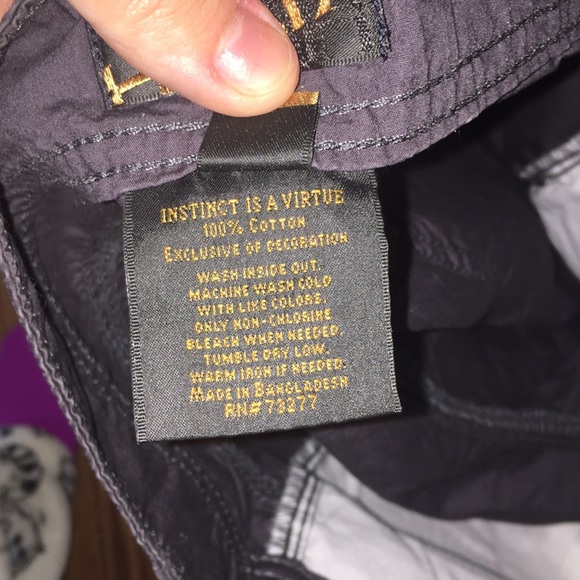 INSTINCT IS A VIRTUE
100% COTTON
EXCLUSIVE OF DECORATION
WASH INSIDE OUT.
MACHINE WASH COLD
WITH LIKE COLORS.
ONLY NON-CHLORINE
BLEACH WHEN NEEDED.
TUMBLE DRY LOW.
WARM IRON IF NEEDED.
MADE IN BANGLADESH
RN# 73277